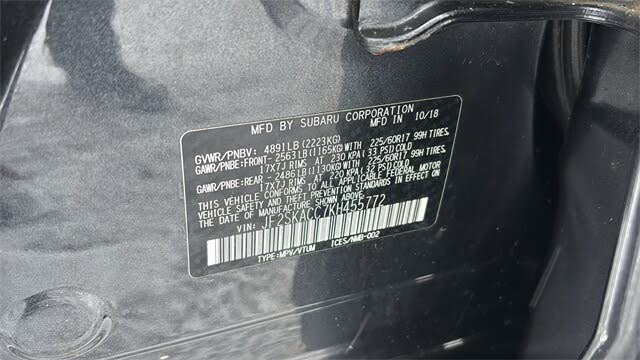 MFD BY SUBARU CORPORATION 10/18
GVWR/PNBV: 4891LB(2223KG)
GAWR/PNBE:FRONT-2563LB(1165KG)WITH 225/60R17 99H TIRES,
17X7J RIMS AT 230 KPA(33 PSI)COLD
GAWR/PNBE:REAR -2486LB(1130KG)WITH 225/60R17 99H TIRES,
17X7J RIMS AT 220 KPA(32 PSI)COLD
THIS VEHICLE CONFORMS TO ALL APPLICABLE FEDERAL MOTOR
VEHICLE SAFETY AND THEFT PREVENTION STANDARDS IN EFFECT ON
THE DATE OF MANUFACTURE SHOWN ABOVE.
VIN: JF2SKACC7KH455772
TYPE:MPV/VTUM ICES/NMB-002